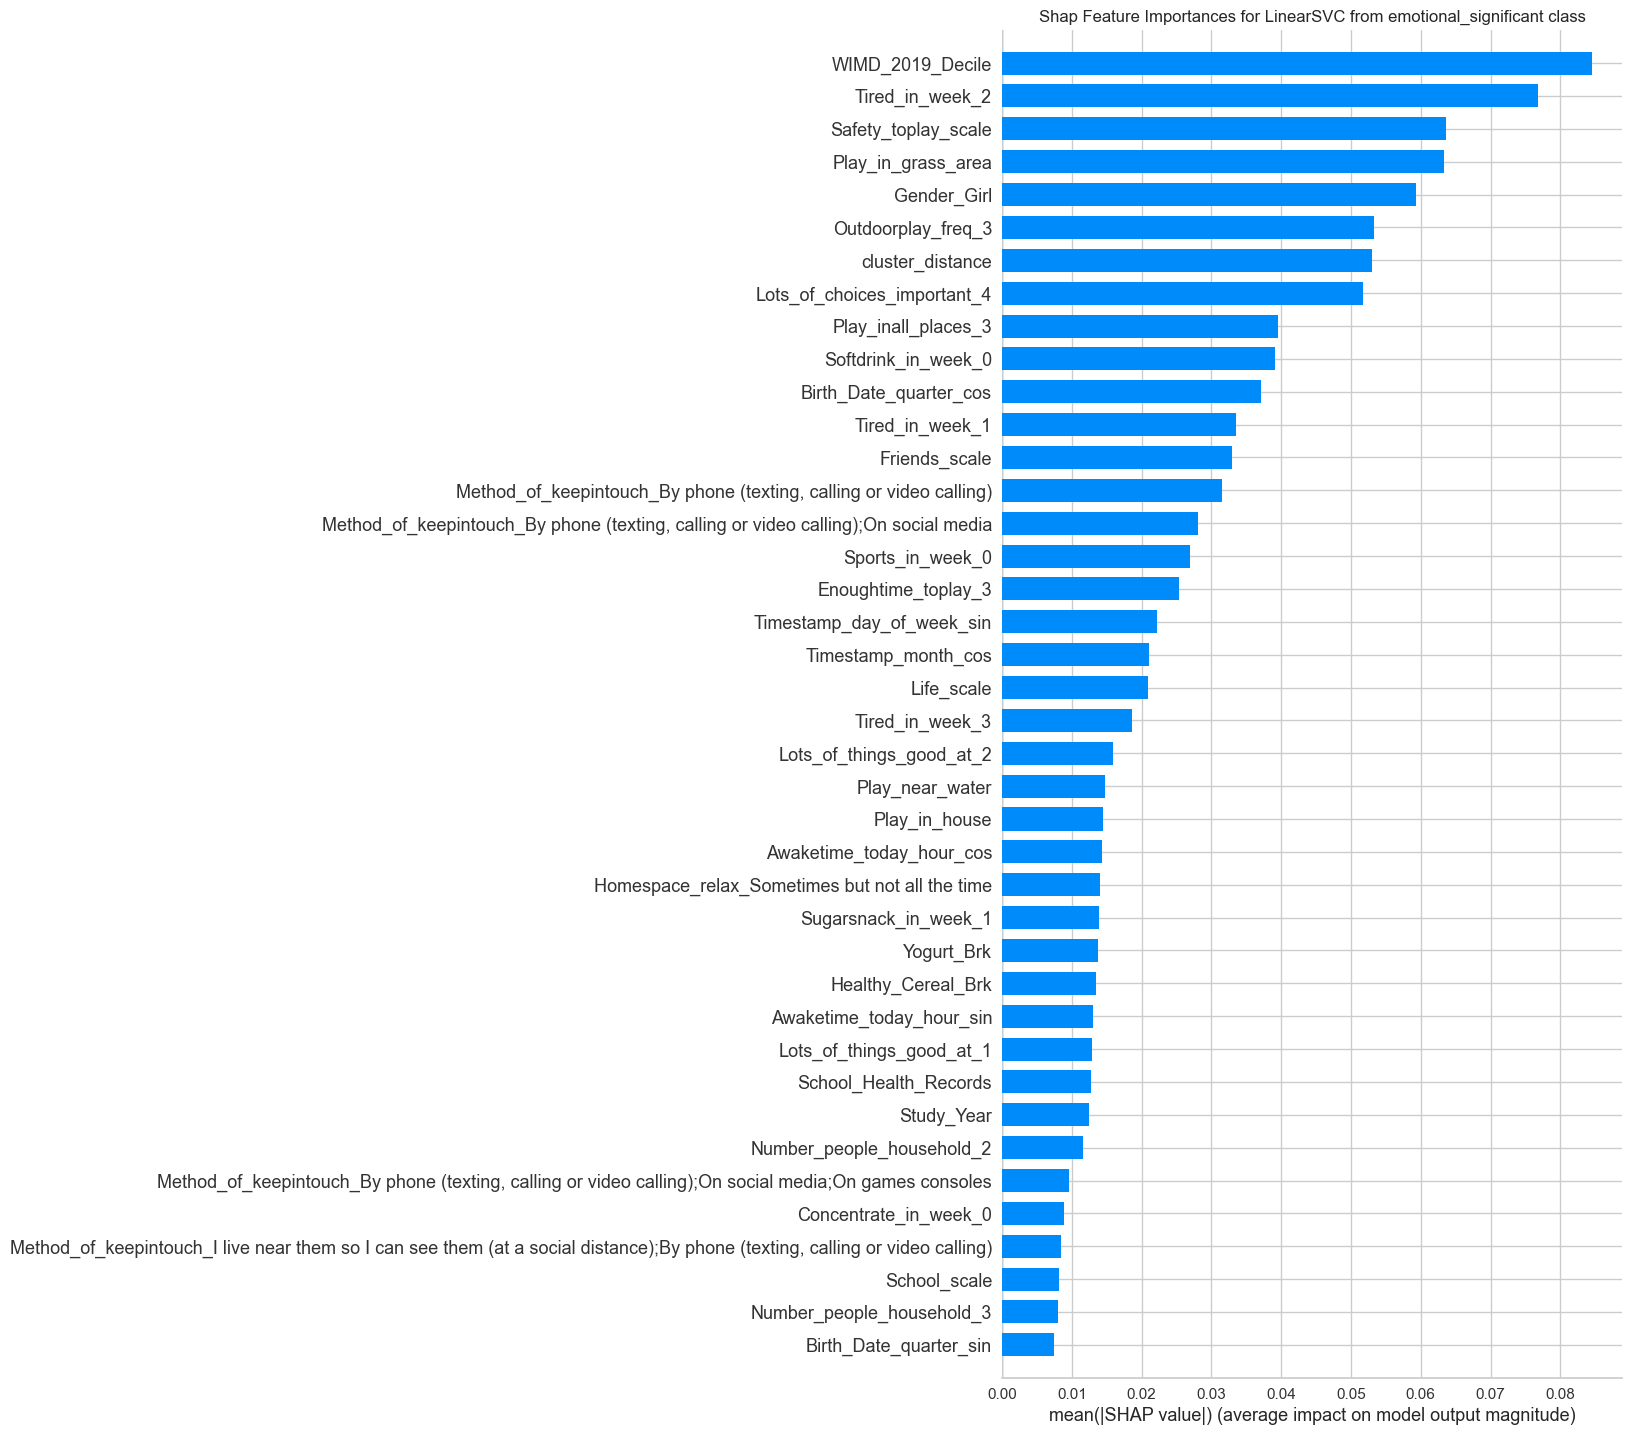 Shap Feature Importances for LinearSVC from emotional_significant class
WIMD_2019_Decile
Tired_in_week_2
Safety_toplay_scale
Play_in_grass_area
Gender_Girl
Outdoorplay_freq_3
cluster_distance
Lots_of_choices_important_4
Play_inall_places_3
Softdrink_in_week_0
Birth_Date_quarter_cos
Tired_in_week_1
Friends_scale
Method_of_keepintouch_By phone (texting, calling or video calling)
Method_of_keepintouch_By phone (texting, calling or video calling);On social media
Sports_in_week_0
Enoughtime_toplay_3
Timestamp_day_of_week_sin
Timestamp_month_cos
Life_scale
Tired_in_week_3
Lots_of_things_good_at_2
Play_near_water
Play_in_house
Awaketime_today_hour_cos
Homespace_relax_Sometimes but not all the time
Sugarsnack_in_week_1
Yogurt_Brk
Healthy_Cereal_Brk
Awaketime_today_hour_sin
Lots_of_things_good_at_1
School_Health_Records
Study_Year
Number_people_household_2
Method_of_keepintouch_By phone (texting, calling or video calling);On social media;On games consoles
Concentrate_in_week_0
Method_of_keepintouch_I live near them so I can see them (at a social distance);By phone (texting, calling or video calling)
School_scale
Number_people_household_3
Birth_Date_quarter_sin
0.00 0.01 0.02 0.03 0.04 0.05 0.06 0.07 0.08
mean(|SHAP value|) (average impact on model output magnitude)